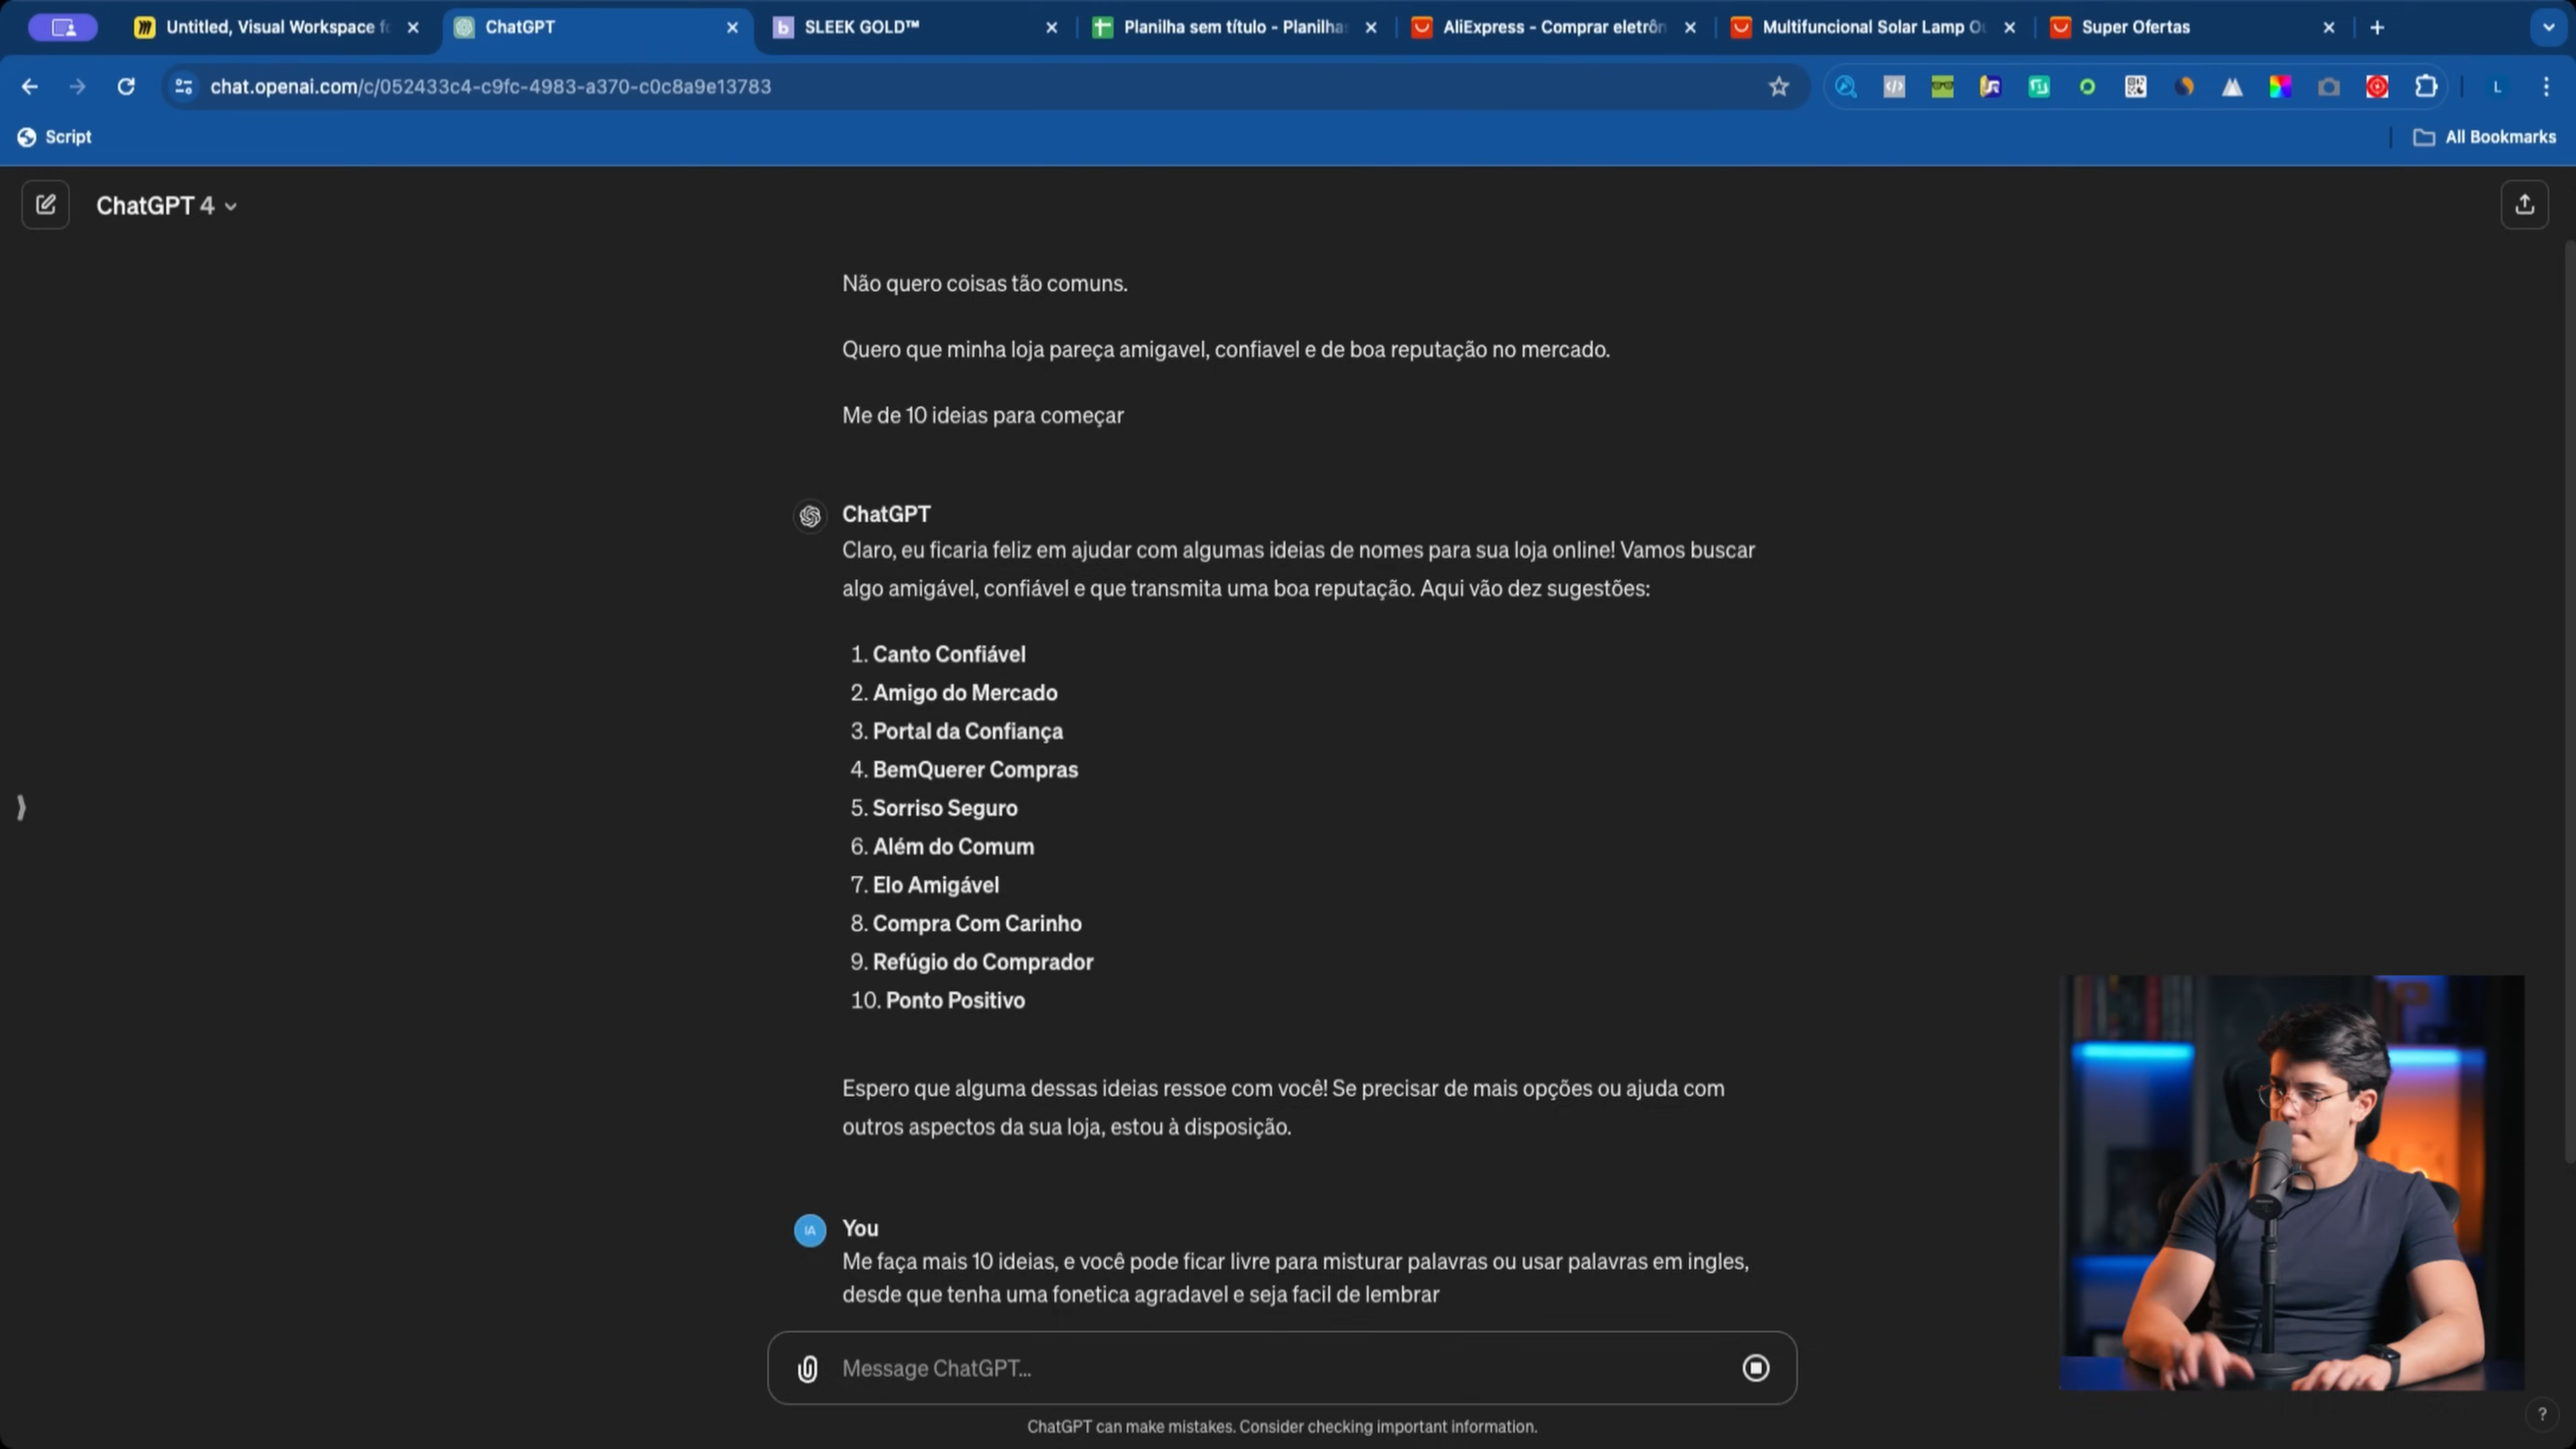 Untitled, Visual Workspace fo
ChatGPT
SLEEK GOLD™
Planilha sem título - Planilhas
AliExpress - Comprar eletrôn
Multifuncional Solar Lamp Ou
Super Ofertas
chat.openai.com/c/052433c4-c9fc-4983-a370-c0c8a9e13783
L
Script
All Bookmarks
ChatGPT 4
Não quero coisas tão comuns.
Quero que minha loja pareça amigavel, confiavel e de boa reputação no mercado.
Me de 10 ideias para começar
ChatGPT
Claro, eu ficaria feliz em ajudar com algumas ideias de nomes para sua loja online! Vamos buscar
algo amigável, confiável e que transmita uma boa reputação. Aqui vão dez sugestões:
1. Canto Confiável
2. Amigo do Mercado
3. Portal da Confiança
4. BemQuerer Compras
5. Sorriso Seguro
6. Além do Comum
7. Elo Amigável
8. Compra Com Carinho
9. Refúgio do Comprador
10. Ponto Positivo
Espero que alguma dessas ideias ressoe com você! Se precisar de mais opções ou ajuda com
outros aspectos da sua loja, estou à disposição.
IA
You
Me faça mais 10 ideias, e você pode ficar livre para misturar palavras ou usar palavras em ingles,
desde que tenha uma fonetica agradavel e seja facil de lembrar
Message ChatGPT...
ChatGPT can make mistakes. Consider checking important information.
?